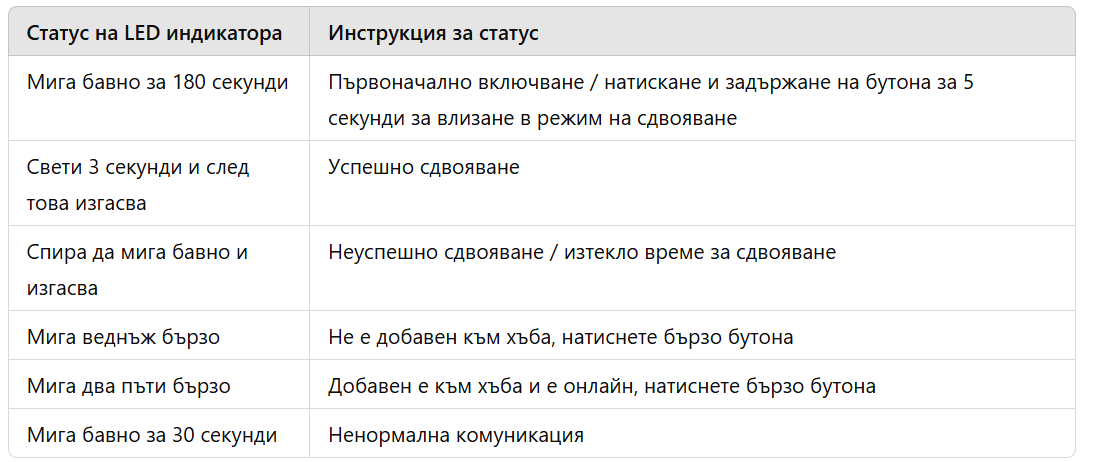 Статус на LED индикатора
Инструкция за статус
Мига бавно за 180 секунди
Първоначално включване / натискане и задържане на бутона за 5
секунди за влизане в режим на сдвояване
Свети 3 секунди и след
това изгасва
Успешно сдвояване
Спира да мига бавно и
изгасва
Неуспешно сдвояване / изтекло време за сдвояване
Мига веднъж бързо
Не е добавен към хъба, натиснете бързо бутона
Мига два пъти бързо
Добавен е към хъба и е онлайн, натиснете бързо бутона
Мига бавно за 30 секунди
Ненормална комуникация